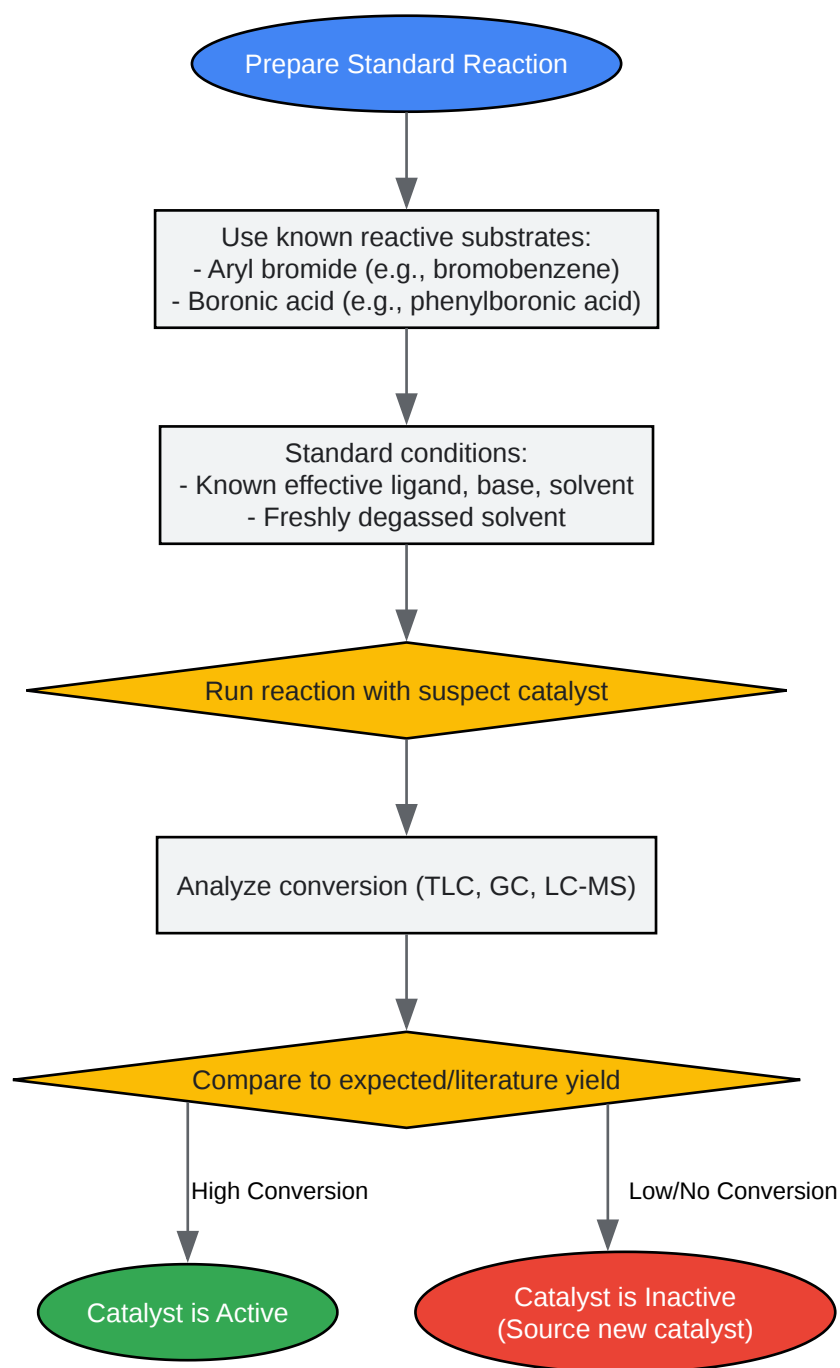 Prepare Standard Reaction
Use known reactive substrates:
- Aryl bromide (e.g., bromobenzene)
- Boronic acid (e.g., phenylboronic acid)
Standard conditions:
- Known effective ligand, base, solvent
- Freshly degassed solvent
Run reaction with suspect catalyst
Analyze conversion (TLC, GC, LC-MS)
Compare to expected/literature yield
High Conversion
Low/No Conversion
Catalyst is Active
Catalyst is Inactive
(Source new catalyst)